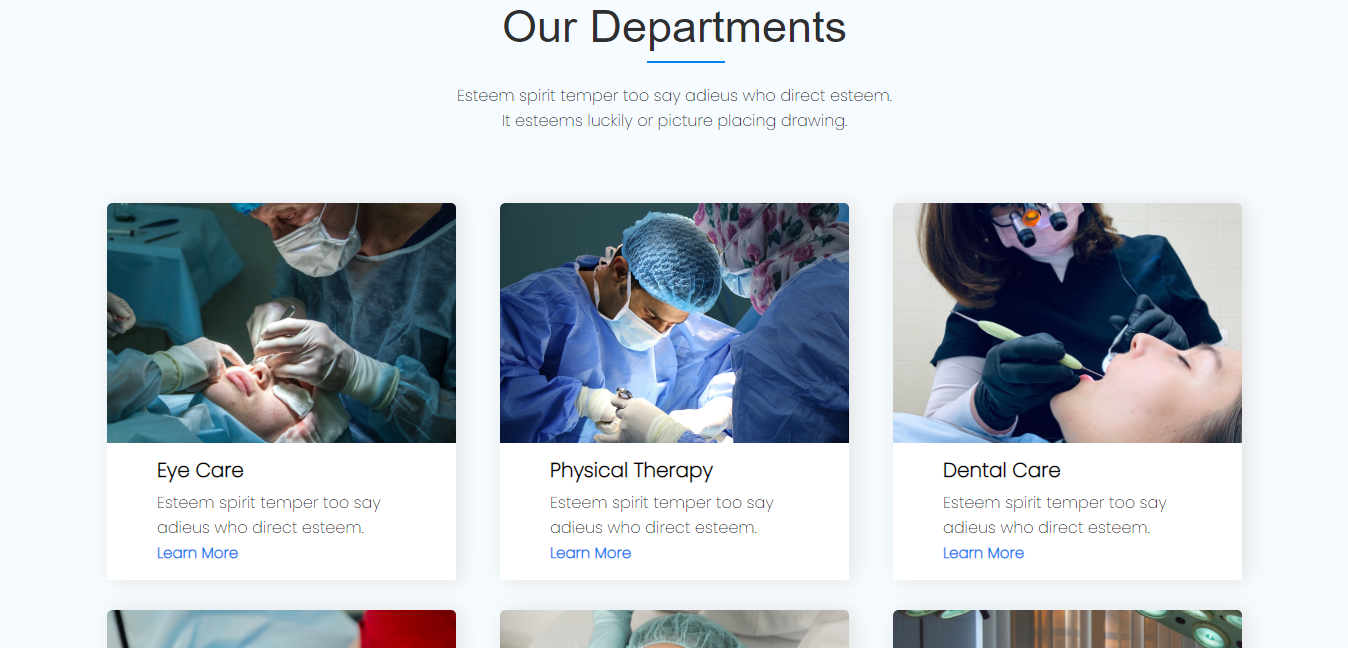 Our Departments
Esteem spirit temper too say adieus who direct esteem.
It esteems luckily or picture placing drawing.
Eye Care
Esteem spirit temper too say
adieus who direct esteem.
Learn More
Physical Therapy
Esteem spirit temper too say
adieus who direct esteem.
Learn More
Dental Care
Esteem spirit temper too say
adieus who direct esteem.
Learn More